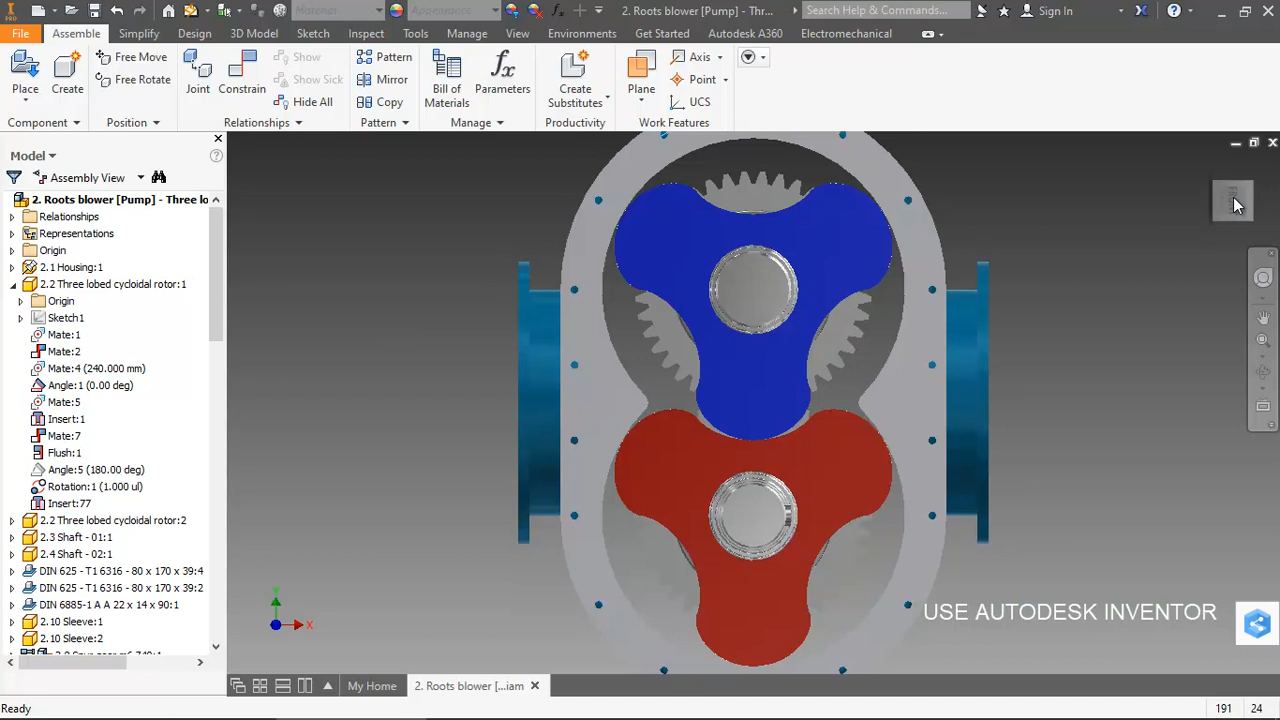 PRO
Material
Appearance
2. Roots blower [Pump] - Thr...
Search Help & Commands...
Sign In
File
Assemble
Simplify
Design
3D Model
Sketch
Inspect
Tools
Manage
View
Environments
Get Started
Autodesk A360
Electromechanical
Place
Create
Free Move
Free Rotate
Joint
Constrain
Show
Show Sick
Hide All
Pattern
Mirror
Copy
Bill of
Materials
Parameters
Create
Substitutes
Plane
Axis
Point
UCS
Component
Position
Relationships
Pattern
Manage
Productivity
Work Features
Model
Assembly View
2. Roots blower [Pump] - Three lo
Relationships
Representations
Origin
2.1 Housing:1
2.2 Three lobed cycloidal rotor:1
Origin
Sketch1
Mate:1
Mate:2
Mate:4 (240.000 mm)
Angle:1 (0.00 deg)
Mate:5
Insert:1
Mate:7
Flush:1
Angle:5 (180.00 deg)
Rotation:1 (1.000 ul)
Insert:77
2.2 Three lobed cycloidal rotor:2
2.3 Shaft - 01:1
2.4 Shaft - 02:1
DIN 625 - T1 6316 - 80 x 170 x 39:4
DIN 625 - T1 6316 - 80 x 170 x 39:2
DIN 6885-1 A A 22 x 14 x 90:1
2.10 Sleeve:1
2.10 Sleeve:2
Y
X
USE AUTODESK INVENTOR
My Home
2. Roots blower [...iam
Ready
191
24